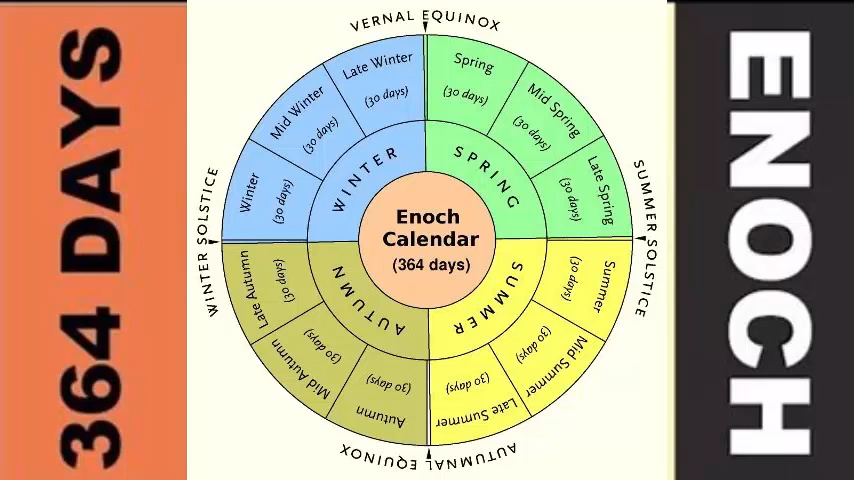 364 DAYS
VERNAL EQUINOX
Late Winter
(30 days)
Spring
(30 days)
Mid Winter
(30 days)
Mid Spring
(30 days)
Winter
(30 days)
Late Spring
(30 days)
WINTER
SPRING
WINTER SOLSTICE
Enoch
Calendar
(364 days)
SUMMER SOLSTICE
AUTUMN
SUMMER
Late Autumn
(30 days)
Summer
(30 days)
Mid Autumn
(30 days)
Mid Summer
(30 days)
Autumn
(30 days)
Late Summer
(30 days)
AUTUMNAL EQUINOX
ENOCH